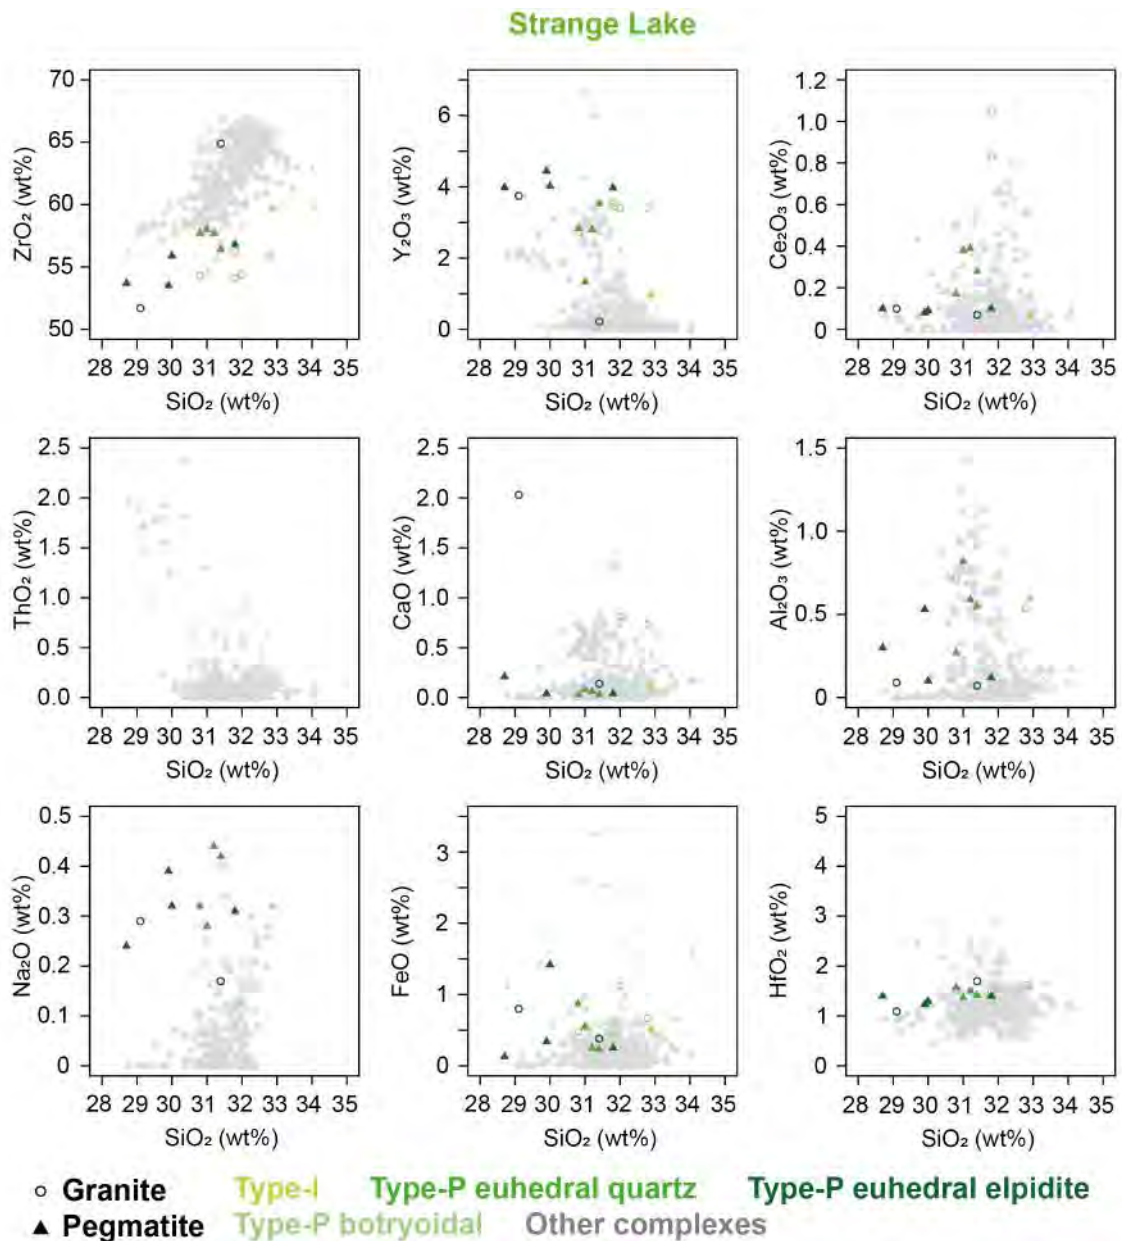 Strange Lake
ZrO₂ (wt%)
70
65
60
55
50
28 29 30 31 32 33 34 35
SiO₂ (wt%)
Y₂O₃ (wt%)
6
4
2
0
28 29 30 31 32 33 34 35
SiO₂ (wt%)
Ce₂O₃ (wt%)
1.2
1.0
0.8
0.6
0.4
0.2
0
28 29 30 31 32 33 34 35
SiO₂ (wt%)
ThO₂ (wt%)
2.5
2.0
1.5
1.0
0.5
0.0
28 29 30 31 32 33 34 35
SiO₂ (wt%)
CaO (wt%)
2.5
2.0
1.5
1.0
0.5
0.0
28 29 30 31 32 33 34 35
SiO₂ (wt%)
Al₂O₃ (wt%)
1.5
1.0
0.5
0
28 29 30 31 32 33 34 35
SiO₂ (wt%)
Na₂O (wt%)
0.5
0.4
0.3
0.2
0.1
0
28 29 30 31 32 33 34 35
SiO₂ (wt%)
FeO (wt%)
3
2
1
0
28 29 30 31 32 33 34 35
SiO₂ (wt%)
HfO₂ (wt%)
5
4
3
2
1
0
28 29 30 31 32 33 34 35
SiO₂ (wt%)
Granite Type-I Type-P euhedral quartz Type-P euhedral elpidite
Pegmatite Type-P botryoidal Other complexes